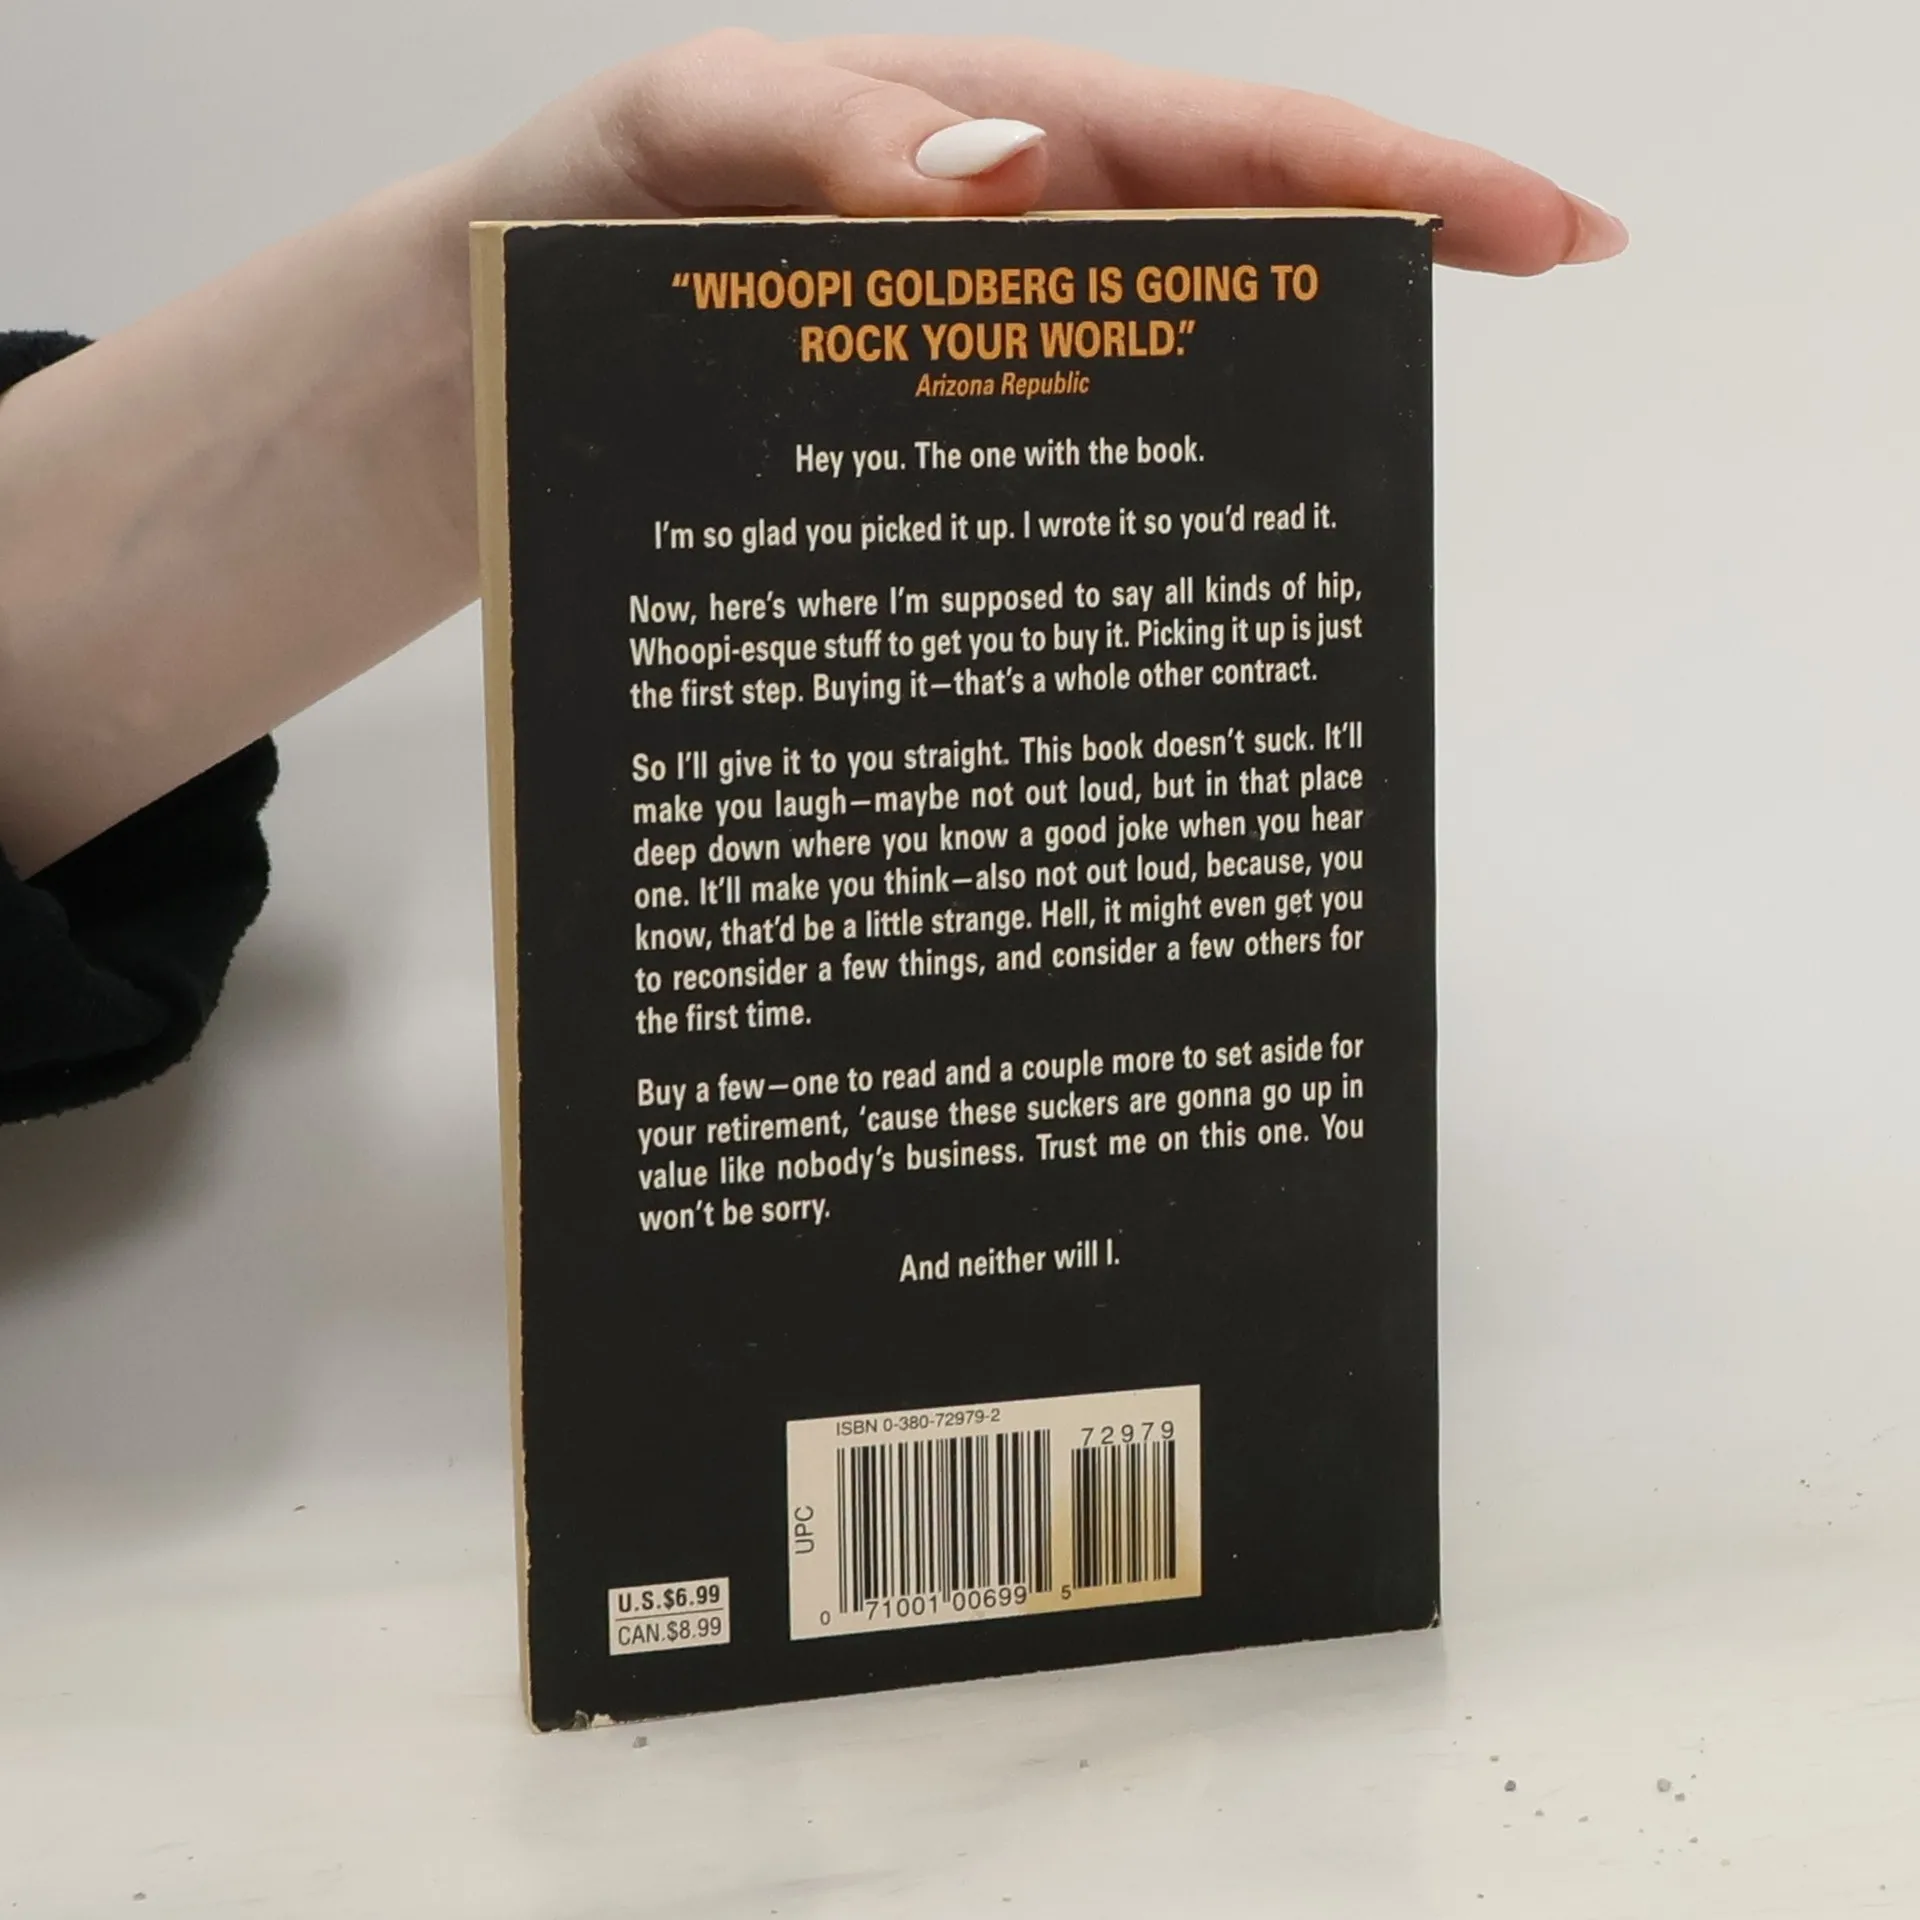 “WHOOPI GOLDBERG IS GOING TO
ROCK YOUR WORLD.”
Arizona Republic
Hey you. The one with the book.
I’m so glad you picked it up. I wrote it so you’d read it.
Now, here’s where I’m supposed to say all kinds of hip,
Whoopi-esque stuff to get you to buy it. Picking it up is just
the first step. Buying it—that’s a whole other contract.
So I’ll give it to you straight. This book doesn’t suck. It’ll
make you laugh—maybe not out loud, but in that place
deep down where you know a good joke when you hear
one. It’ll make you think—also not out loud, because, you
know, that’d be a little strange. Hell, it might even get you
to reconsider a few things, and consider a few others for
the first time.
Buy a few—one to read and a couple more to set aside for
your retirement, ‘cause these suckers are gonna go up in
value like nobody’s business. Trust me on this one. You
won’t be sorry.
And neither will I.
ISBN 0-380-72979-2
72979
UPC
0 71001 00699 5
U.S.$6.99
CAN.$8.99